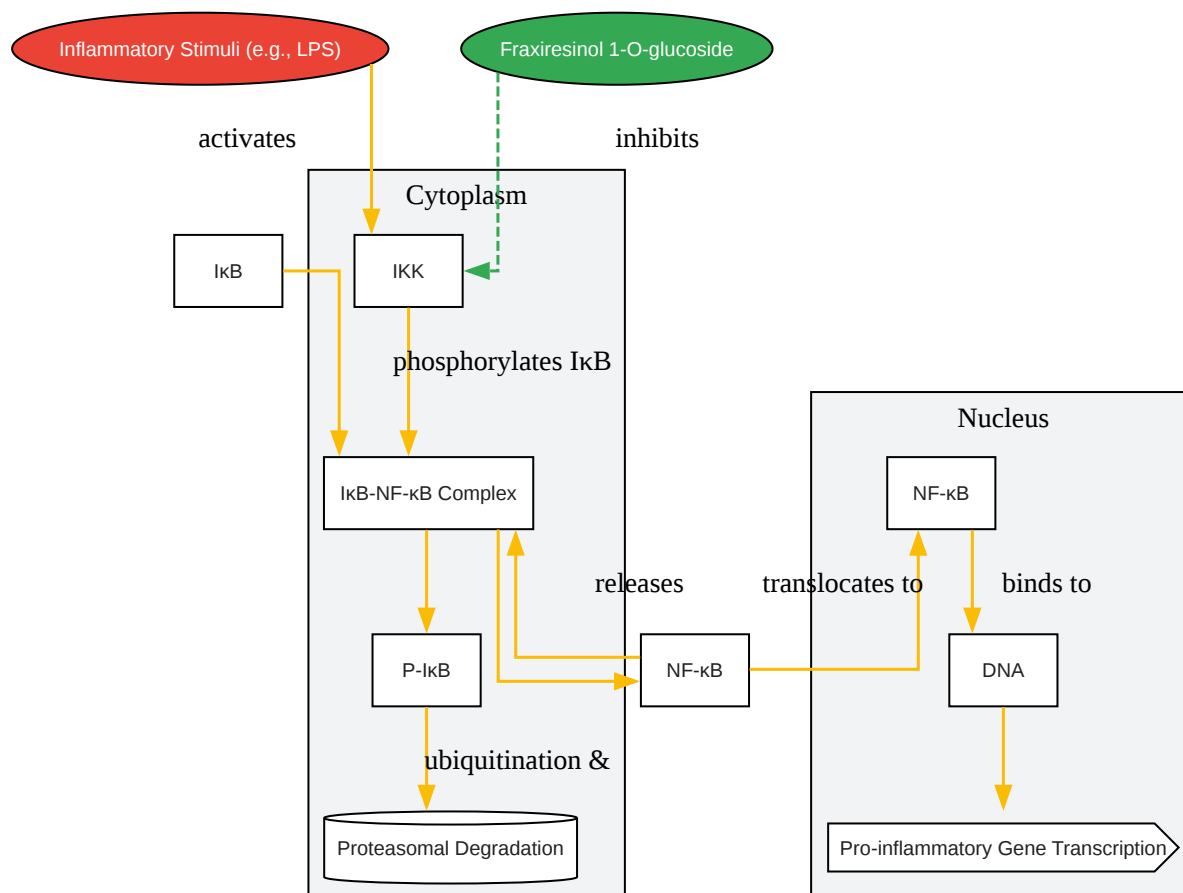 Inflammatory Stimuli (e.g., LPS)
Fraxiresinol 1-O-glucoside
activates
inhibits
Cytoplasm
IκB
IKK
phosphorylates IκB
Nucleus
IκB-NF-κB Complex
NF-κB
releases
translocates to
binds to
P-IκB
NF-κB
DNA
ubiquitination &
Proteasomal Degradation
Pro-inflammatory Gene Transcription